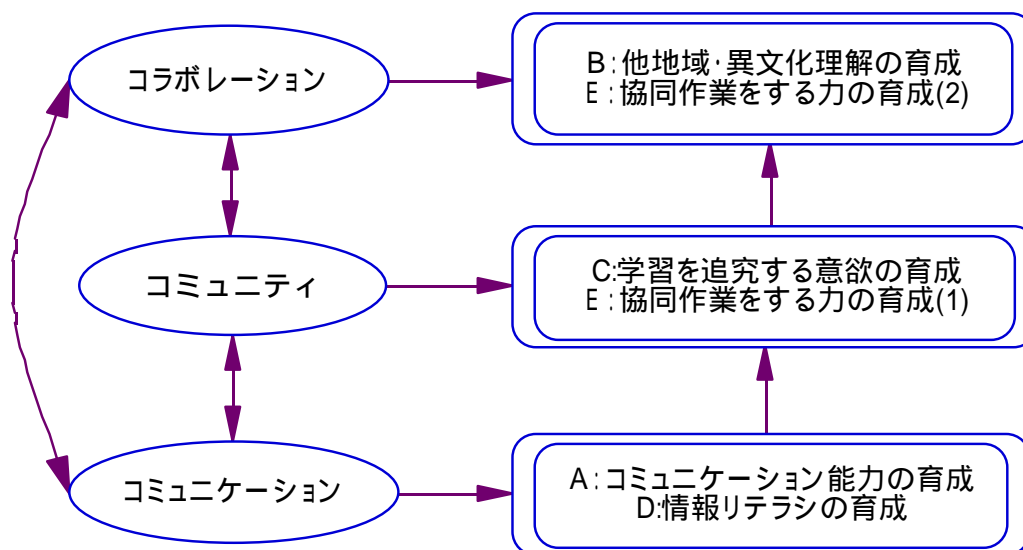 コラボレーション
B:他地域・異文化理解の育成
E:協同作業をする力の育成(2)
コミュニティ
C:学習を追究する意欲の育成
E:協同作業をする力の育成(1)
コミュニケーション
A:コミュニケーション能力の育成
D:情報リテラシの育成